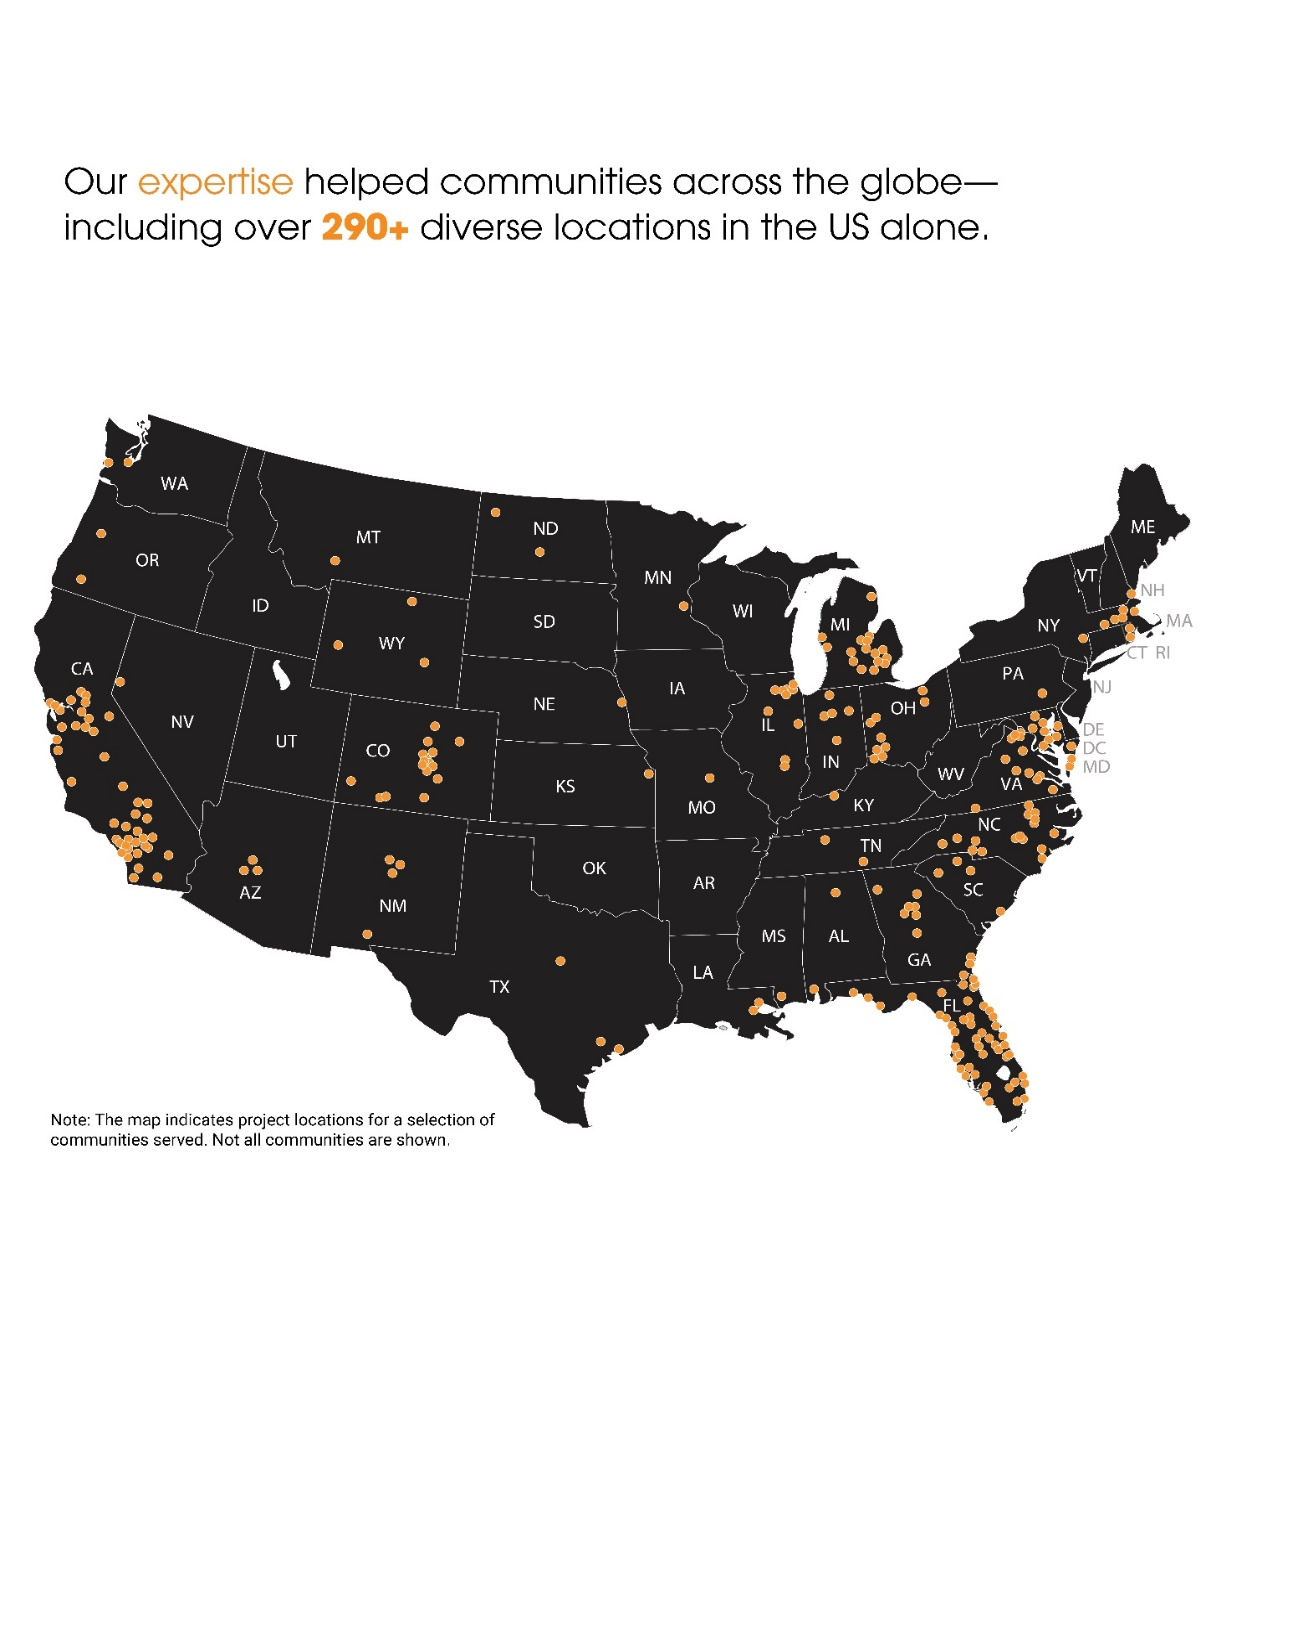 Our expertise helped communities across the globe—
including over 290+ diverse locations in the US alone.
WA
MT
ND
ME
OR
MN
VT
NH
ID
WI
MI
SD
NY
MA
WY
CT RI
CA
IA
PA
NJ
NE
OH
NV
IL
DE
UT
CO
DC
IN
MD
WV
KS
VA
MO
KY
NC
TN
OK
AR
SC
AZ
NM
MS
AL
GA
LA
TX
FL
Note: The map indicates project locations for a selection of
communities served. Not all communities are shown.